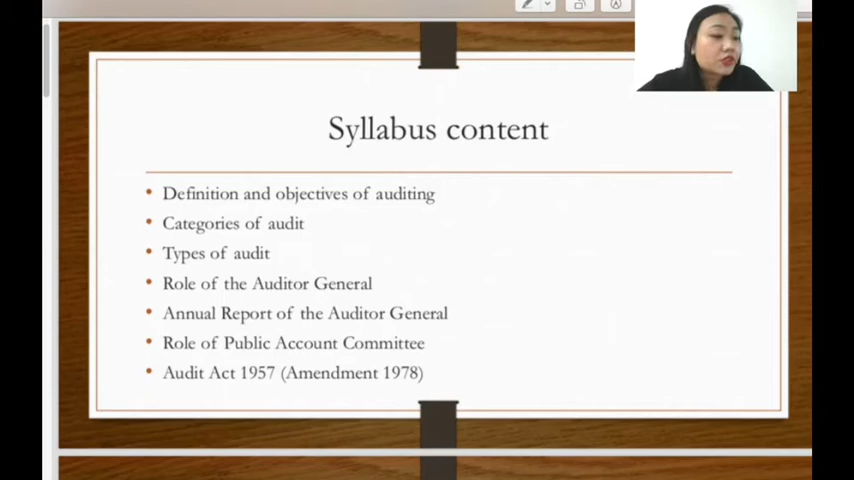 Syllabus content
• Definition and objectives of auditing
• Categories of audit
• Types of audit
• Role of the Auditor General
• Annual Report of the Auditor General
• Role of Public Account Committee
• Audit Act 1957 (Amendment 1978)